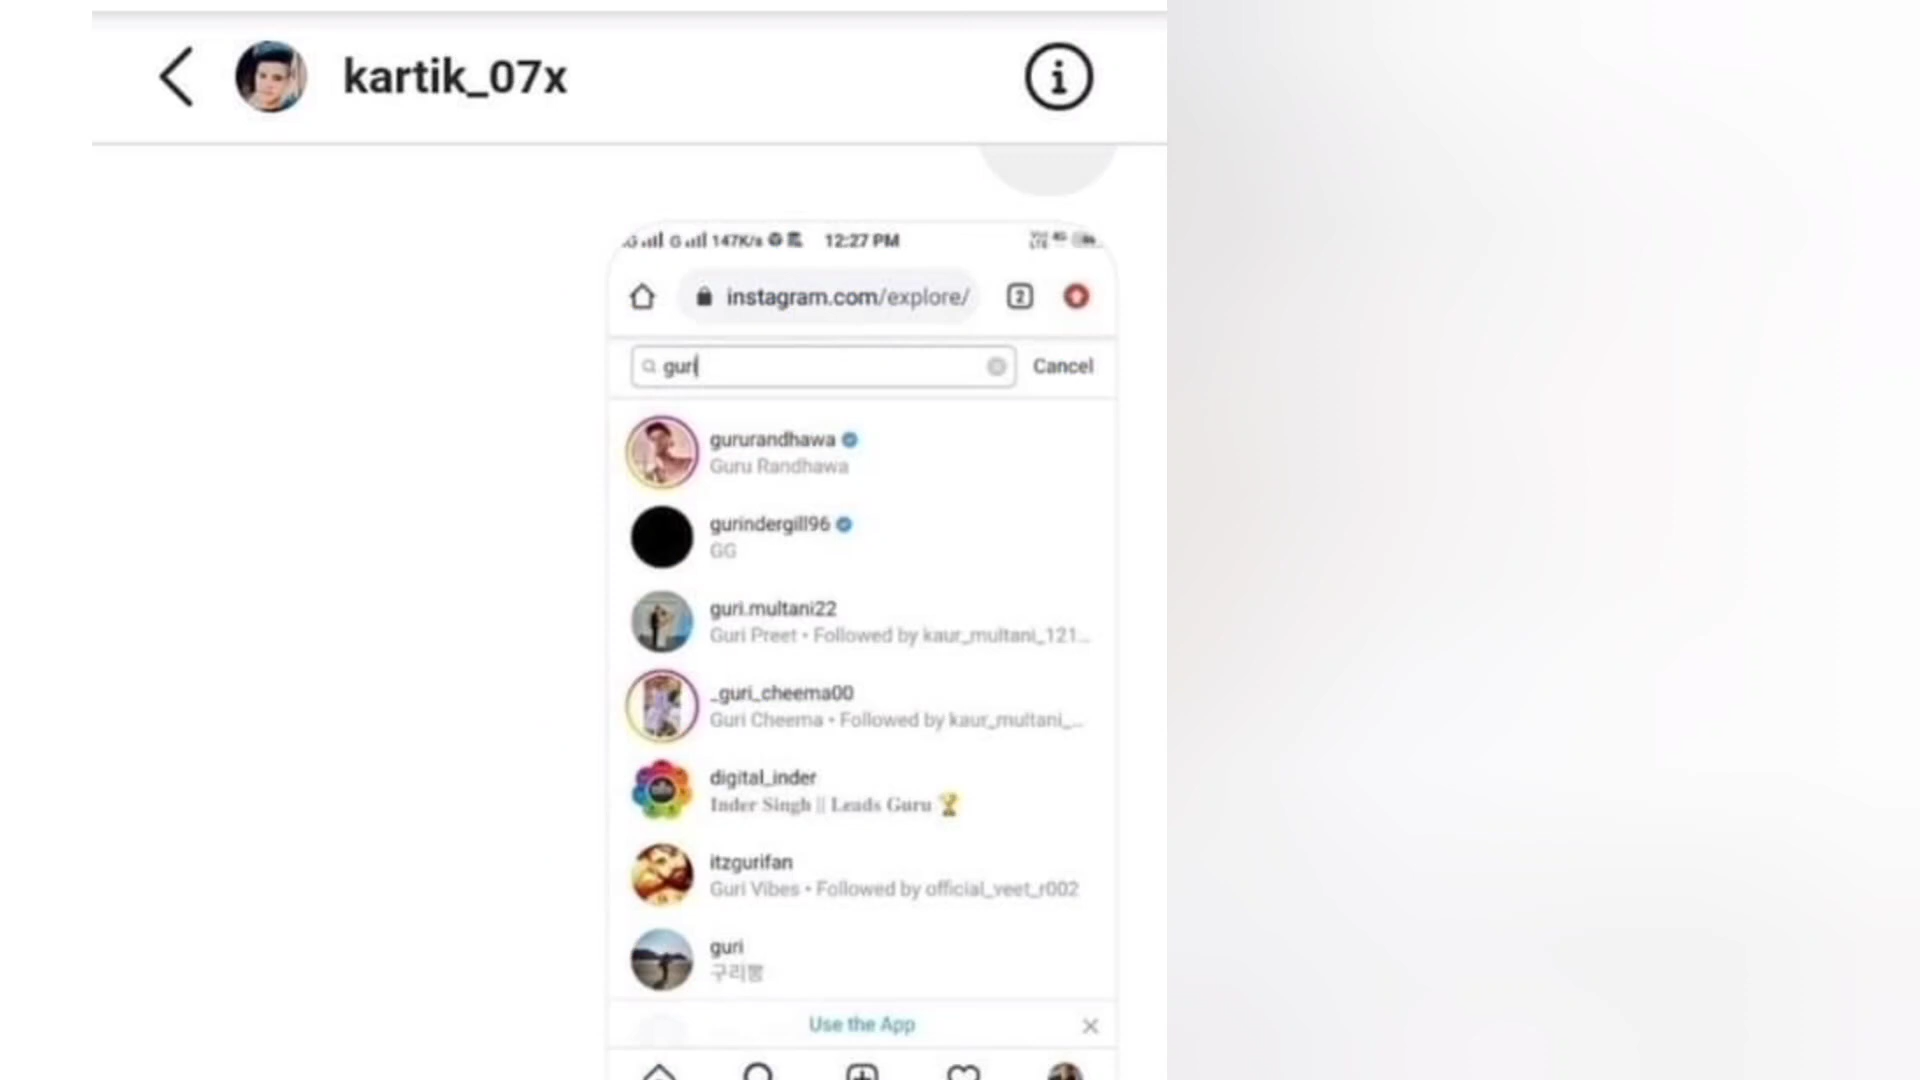 kartik_07x
147K/s 12:27 PM
instagram.com/explore/
2
guri
Cancel
gururandhawa
Guru Randhawa
gurindergill96
GG
guri.multani22
Guri Preet • Followed by kaur_multani_121...
_guri_cheema00
Guri Cheema • Followed by kaur_multani_...
digital_inder
Inder Singh || Leads Guru 🏆
itzgurifan
Guri Vibes • Followed by official_veet_r002
guri
구리뽕
Use the App